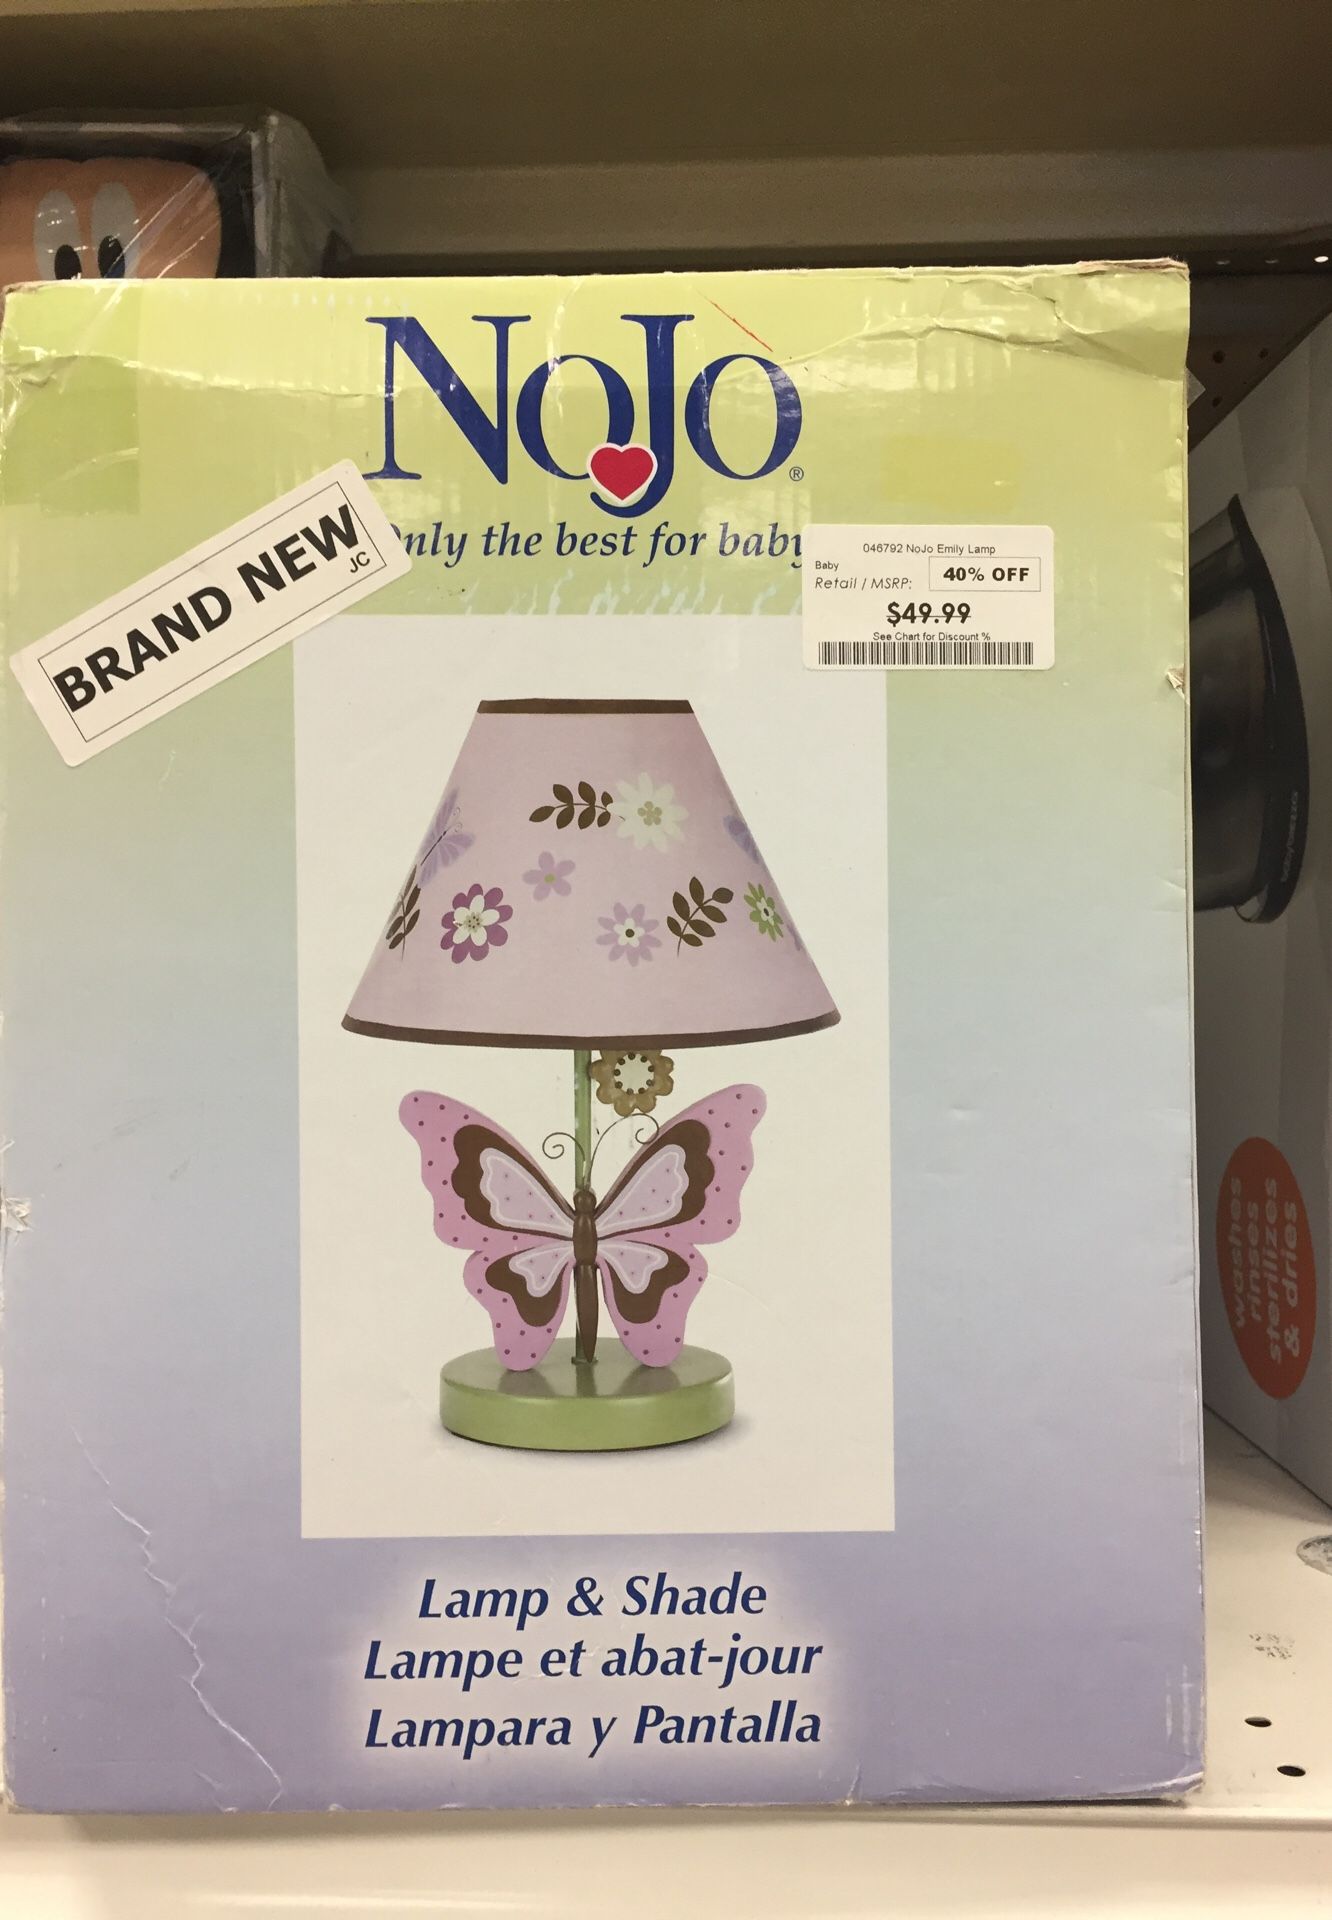 NoJo®
Only the best for baby
BRAND NEW
JC
046792 NoJo Emily Lamp
Baby
Retail / MSRP:
40% OFF
$49.99
See Chart for Discount %
Lamp & Shade
Lampe et abat-jour
Lampara y Pantalla
washes
rinses
sterilizes
& dries